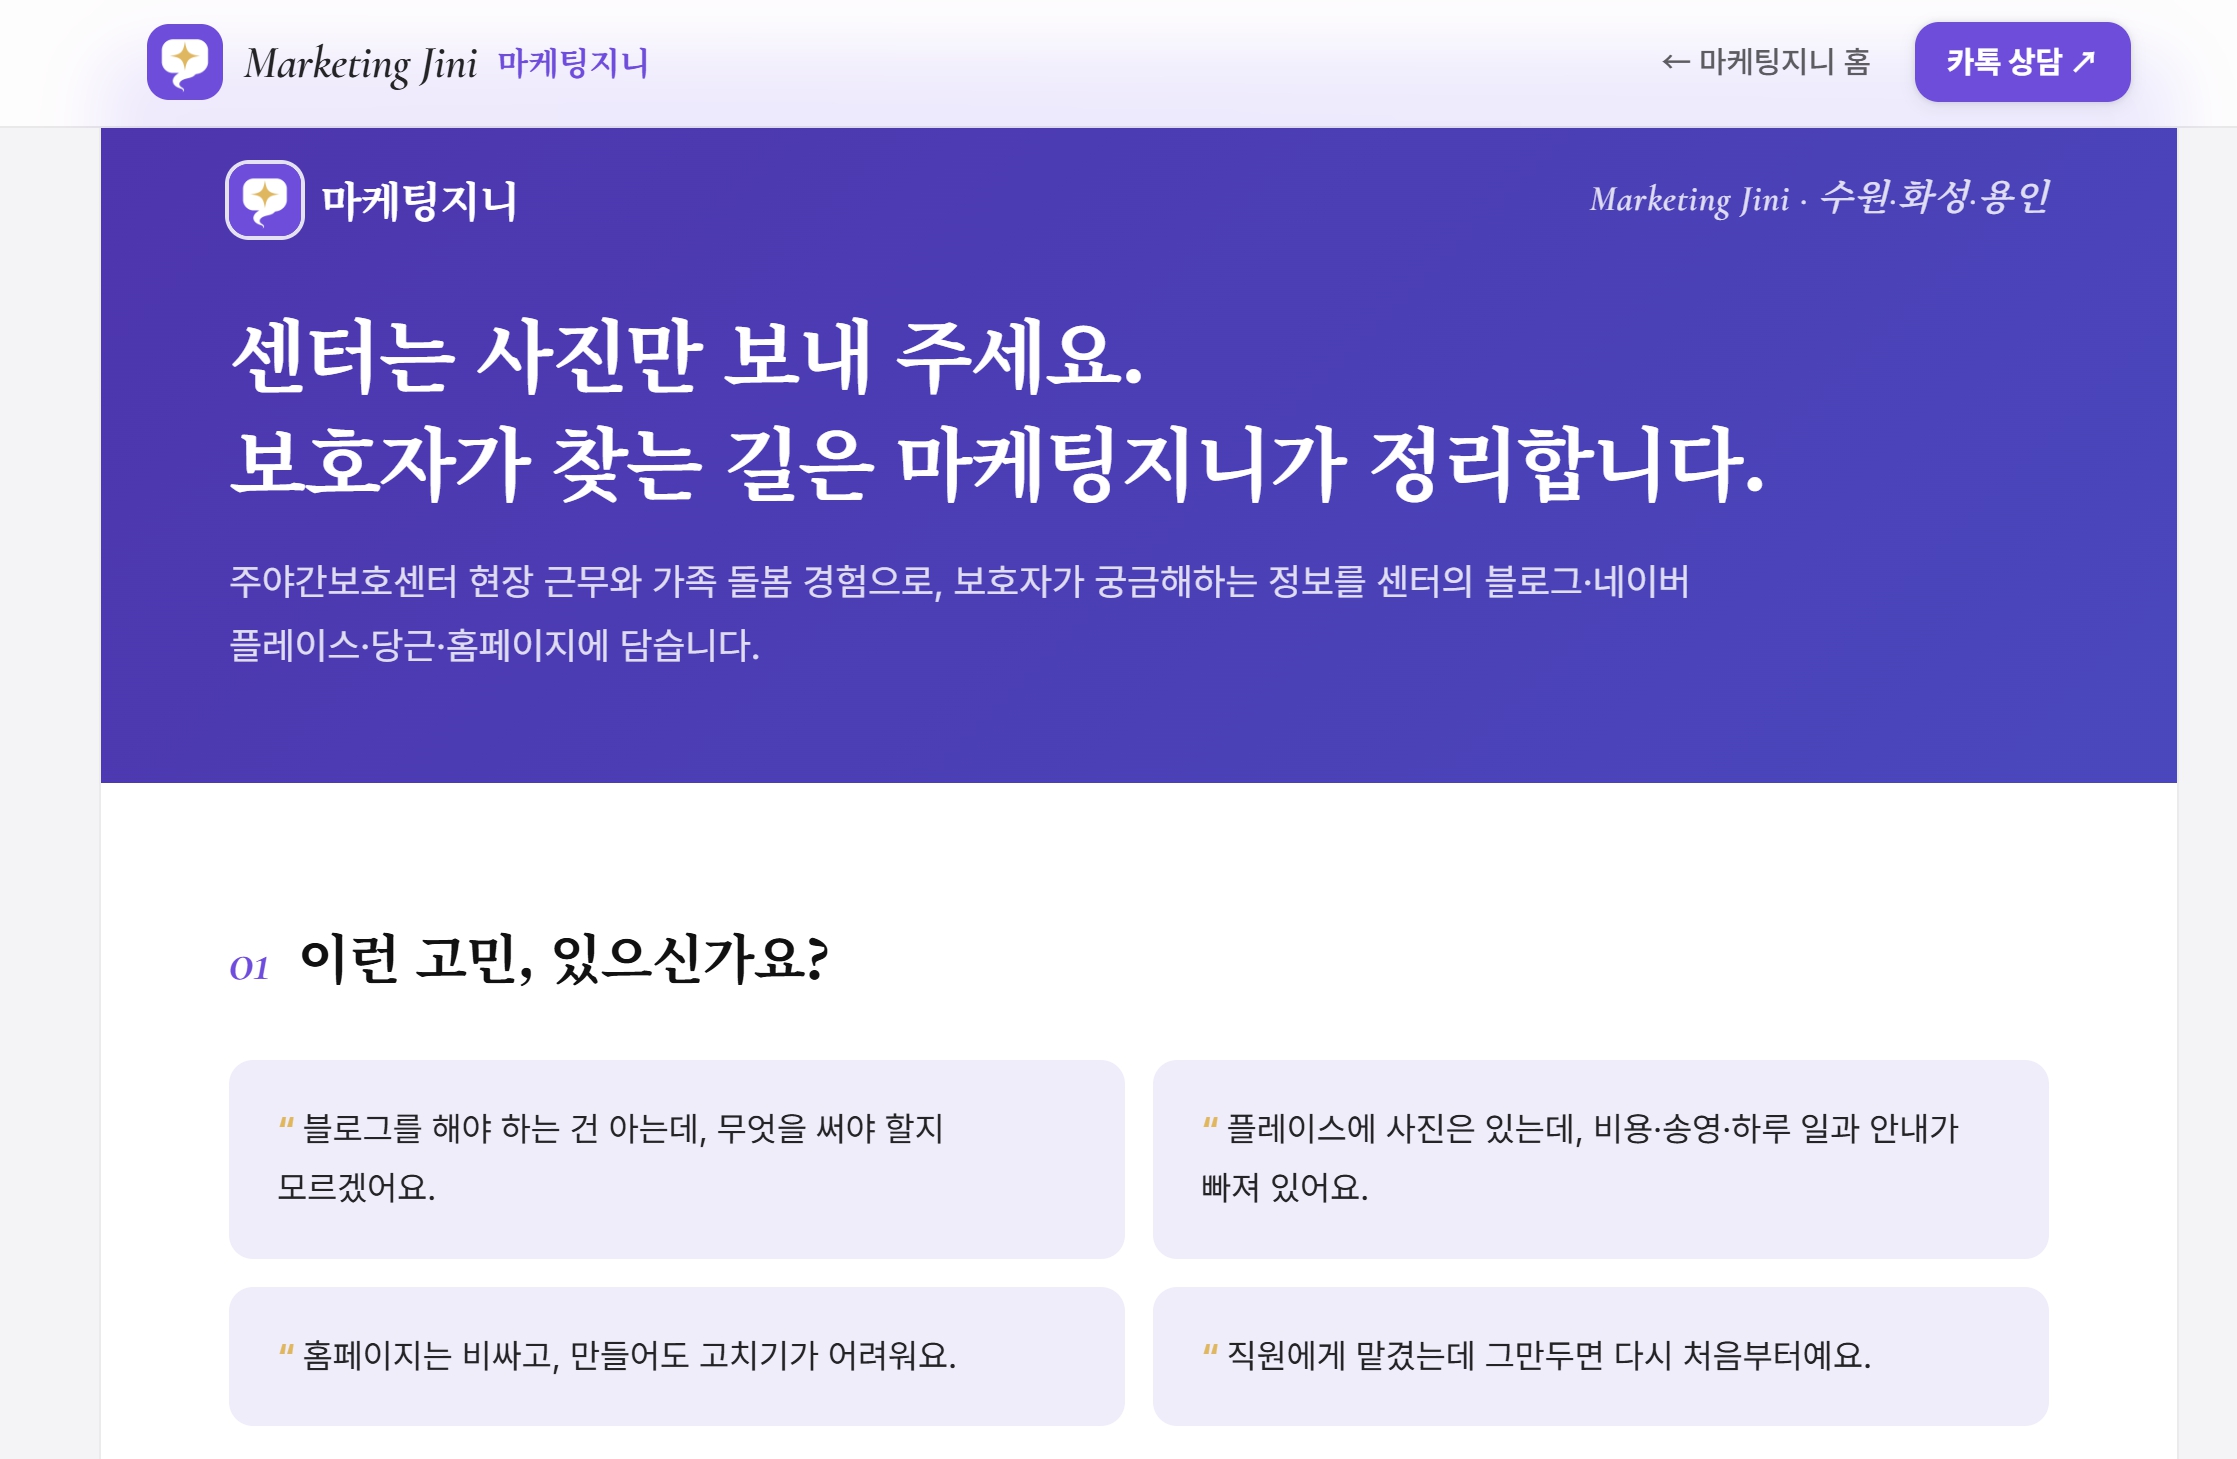 Marketing Jini 마케팅지니
← 마케팅지니 홈
카톡 상담 ↗
마케팅지니
Marketing Jini · 수원·화성·용인
센터는 사진만 보내 주세요.
보호자가 찾는 길은 마케팅지니가 정리합니다.
주야간보호센터 현장 근무와 가족 돌봄 경험으로, 보호자가 궁금해하는 정보를 센터의 블로그·네이버
플레이스·당근·홈페이지에 담습니다.
01 이런 고민, 있으신가요?
“ 블로그를 해야 하는 건 아는데, 무엇을 써야 할지
모르겠어요.
“ 플레이스에 사진은 있는데, 비용·송영·하루 일과 안내가
빠져 있어요.
“ 홈페이지는 비싸고, 만들어도 고치기가 어려워요.
“ 직원에게 맡겼는데 그만두면 다시 처음부터예요.